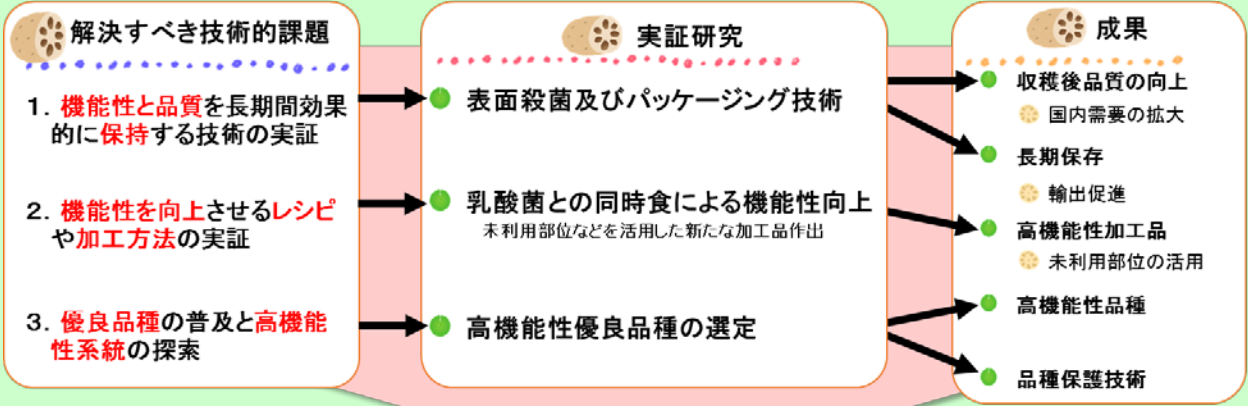 解決すべき技術的課題
1. 機能性と品質を長期間効果
的に保持する技術の実証
2. 機能性を向上させるレシピ
や加工方法の実証
3. 優良品種の普及と高機能
性系統の探索
実証研究
表面殺菌及びパッケージング技術
乳酸菌との同時食による機能性向上
未利用部位などを活用した新たな加工品作出
高機能性優良品種の選定
成果
収穫後品質の向上
国内需要の拡大
長期保存
輸出促進
高機能性加工品
未利用部位の活用
高機能性品種
品種保護技術